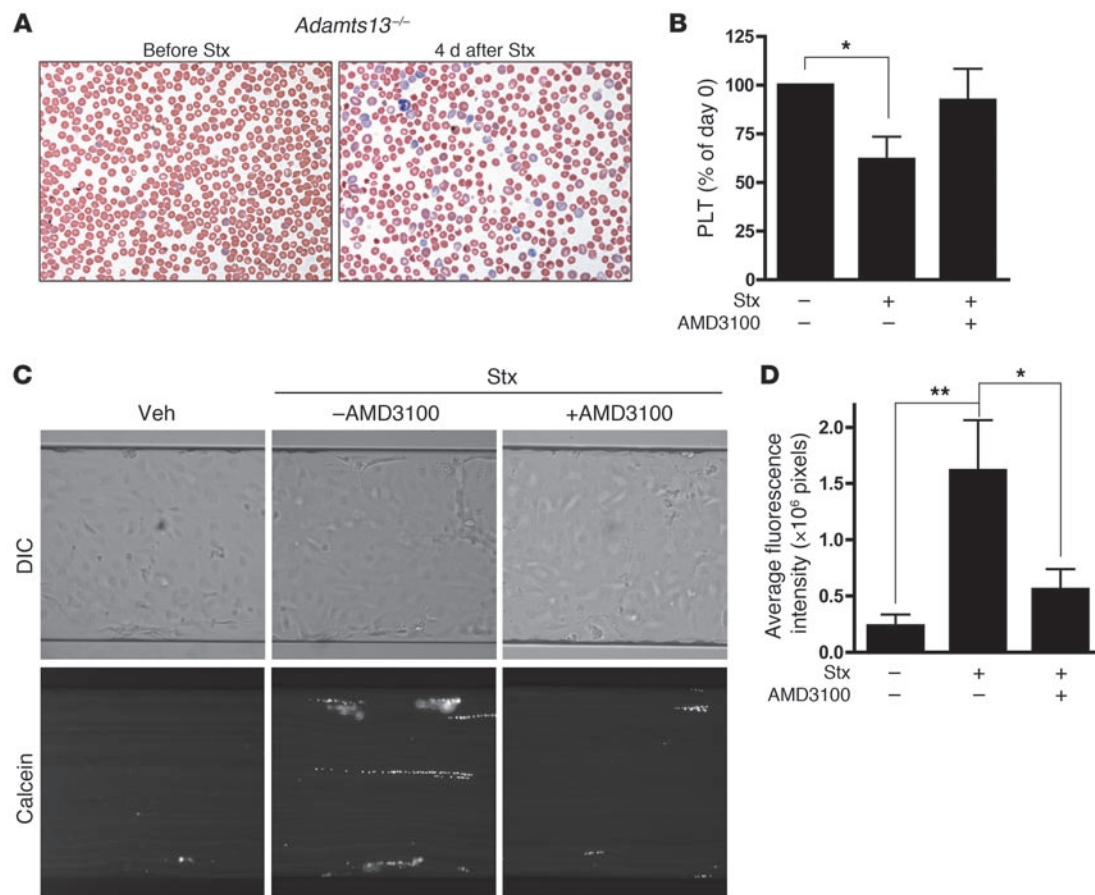 A
Adamts13–/–
Before Stx
4 d after Stx
B
PLT (% of day 0)
125
100
75
50
25
0
*
Stx – + +
AMD3100 – – +
C
Stx
Veh –AMD3100 +AMD3100
DIC
Calcein
D
Average fluorescence
intensity (×10⁶ pixels)
2.0
1.5
1.0
0.5
0.0
** *
Stx – + +
AMD3100 – – +